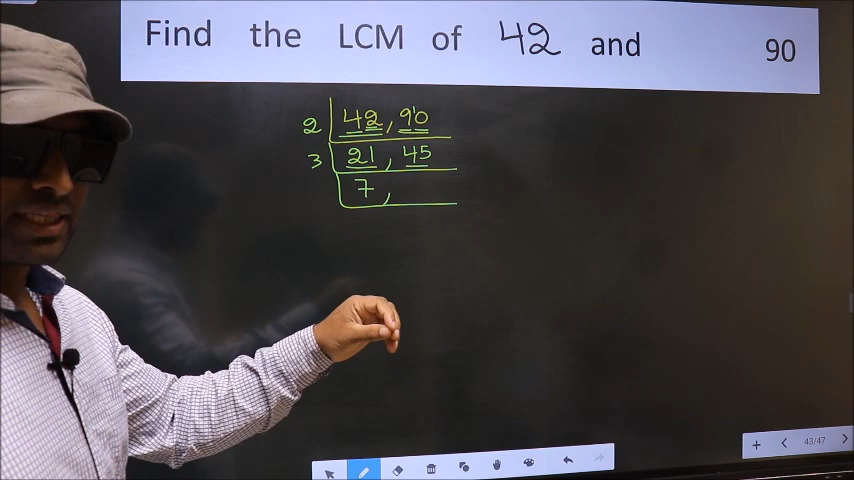 Find the LCM of 42 and 90
2 42, 90
3 21, 45
7,
43/47